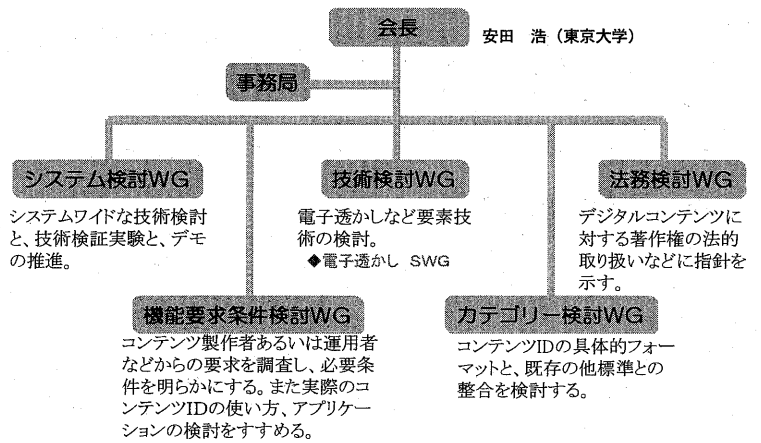 会長
安田 浩（東京大学）
事務局
システム検討WG
技術検討WG
法務検討WG
システムワイドな技術検討
と、技術検証実験と、デモ
の推進。
電子透かしなど要素技
術の検討。
◆電子透かし SWG
デジタルコンテンツに
対する著作権の法的
取り扱いなどに指針を
示す。
機能要求条件検討WG
カテゴリー検討WG
コンテンツ製作者あるいは運用者
などからの要求を調査し、必要条
件を明らかにする。また実際のコ
ンテンツIDの使い方、アプリケー
ションの検討をすすめる。
コンテンツIDの具体的フォー
マットと、既存の他標準との
整合を検討する。